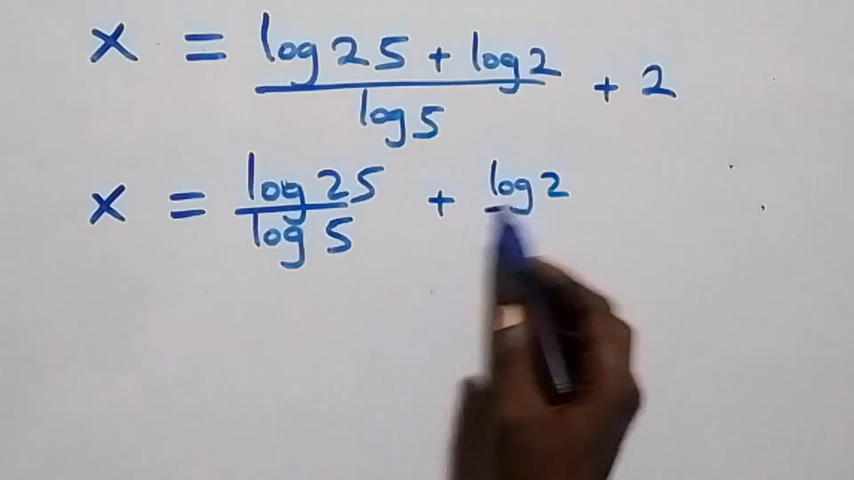 x = log 25 + log 2 / log 5 + 2
x = log 25 / log 5 + log 2